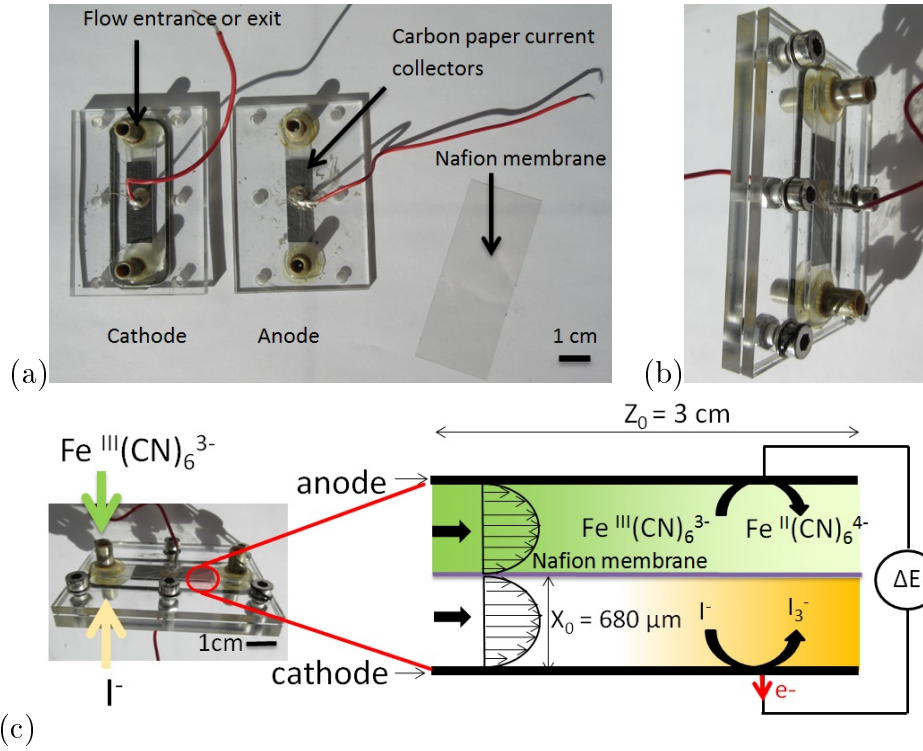 Flow entrance or exit
Carbon paper current
collectors
Nafion membrane
Cathode
Anode
1 cm
(a)
(b)
Z₀ = 3 cm
Fe ᴵᴵᴵ(CN)₆³⁻
anode
Fe ᴵᴵᴵ(CN)₆³⁻
Fe ᴵᴵ(CN)₆⁴⁻
Nafion membrane
ΔE
X₀ = 680 µm
I⁻
I₃⁻
1cm
cathode
e-
I⁻
(c)